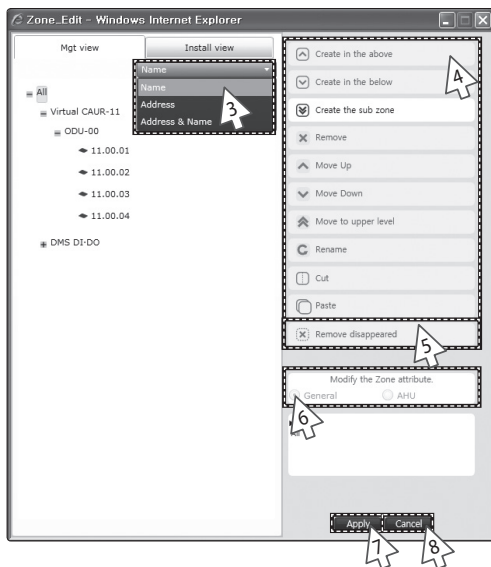 Zone_Edit - Windows Internet Explorer
Mgt view
Install view
Name
Name
Address
Address & Name
3
All
Virtual CAUR-11
ODU-00
11.00.01
11.00.02
11.00.03
11.00.04
DMS DI-DO
Create in the above
4
Create in the below
Create the sub zone
Remove
Move Up
Move Down
Move to upper level
Rename
Cut
Paste
Remove disappeared
5
Modify the Zone attribute.
General
AHU
6
All
Apply
Cancel
7
8